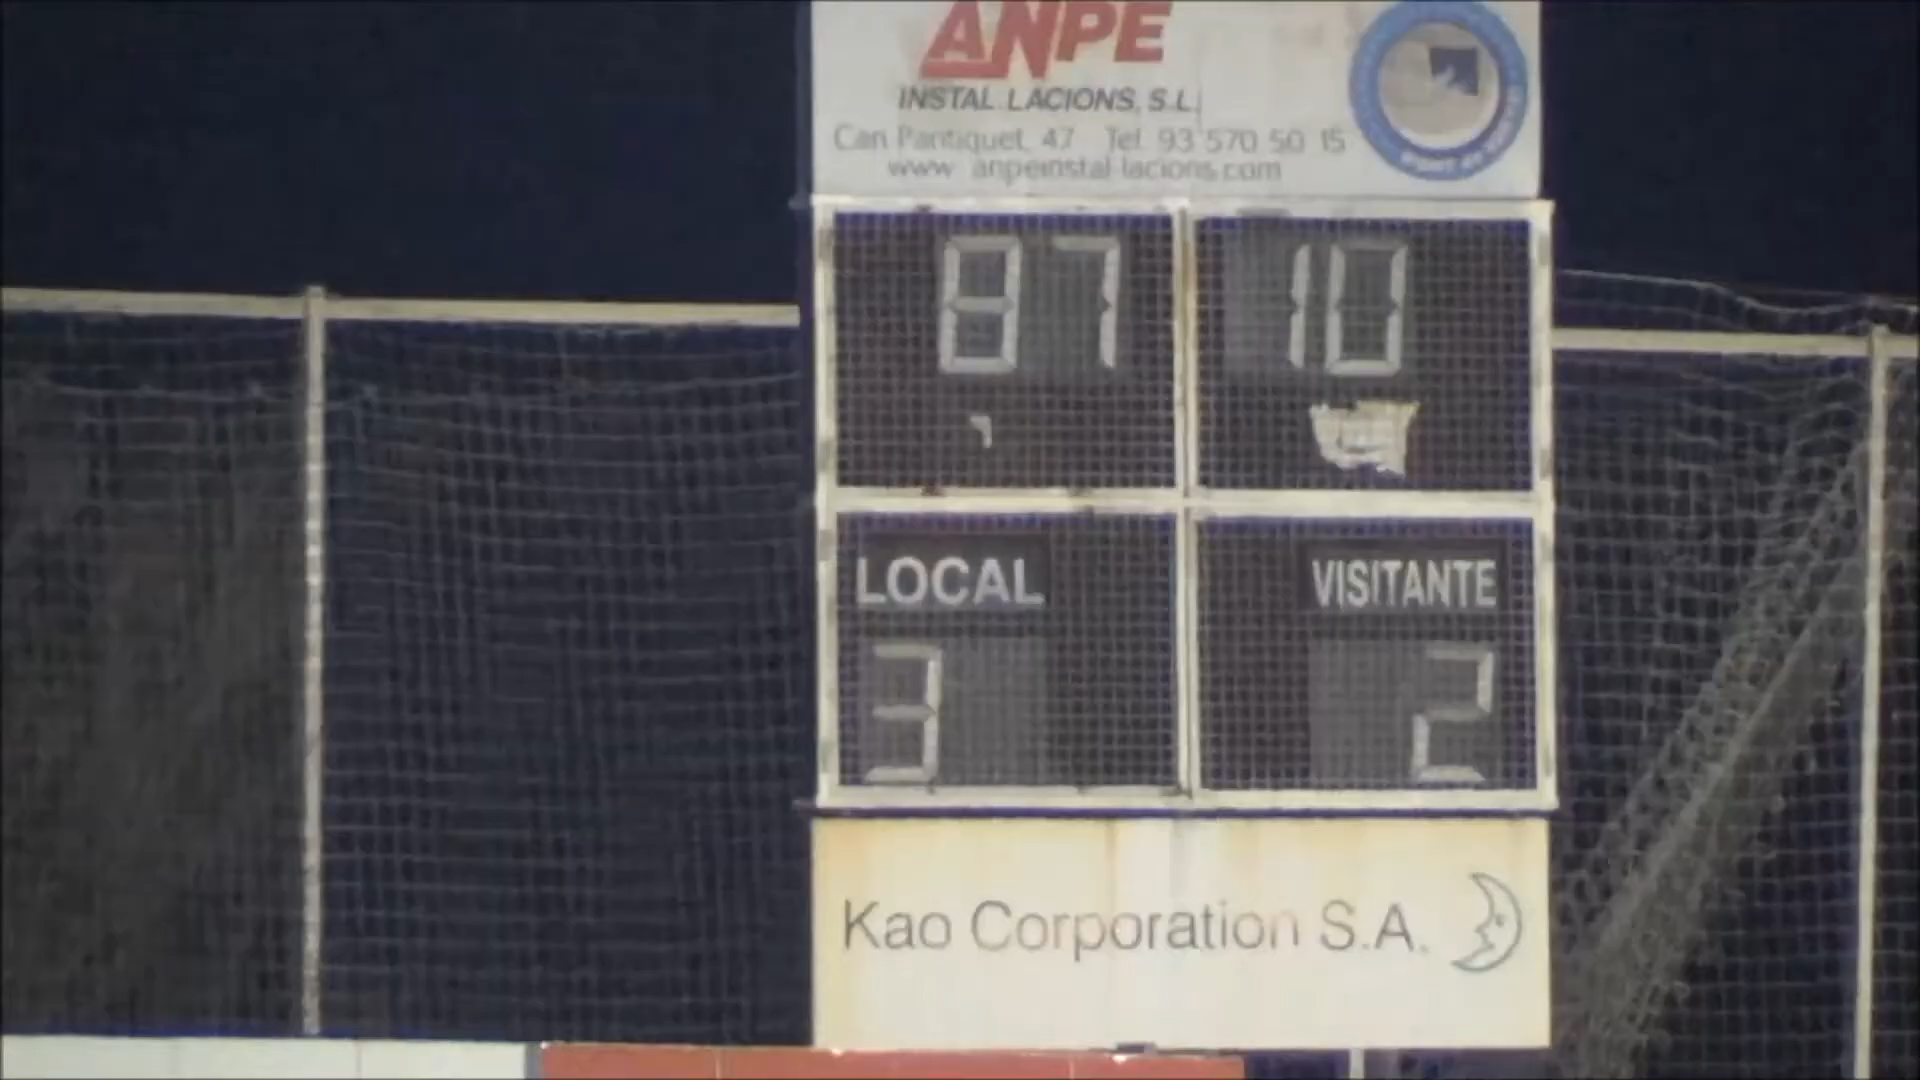 ANPE
INSTAL.LACIONS, S.L.
Can Pantiquet, 47 Tel. 93 570 50 15
www.anpeinstal-lacions.com
87 10
LOCAL VISITANTE
3 2
Kao Corporation S.A.